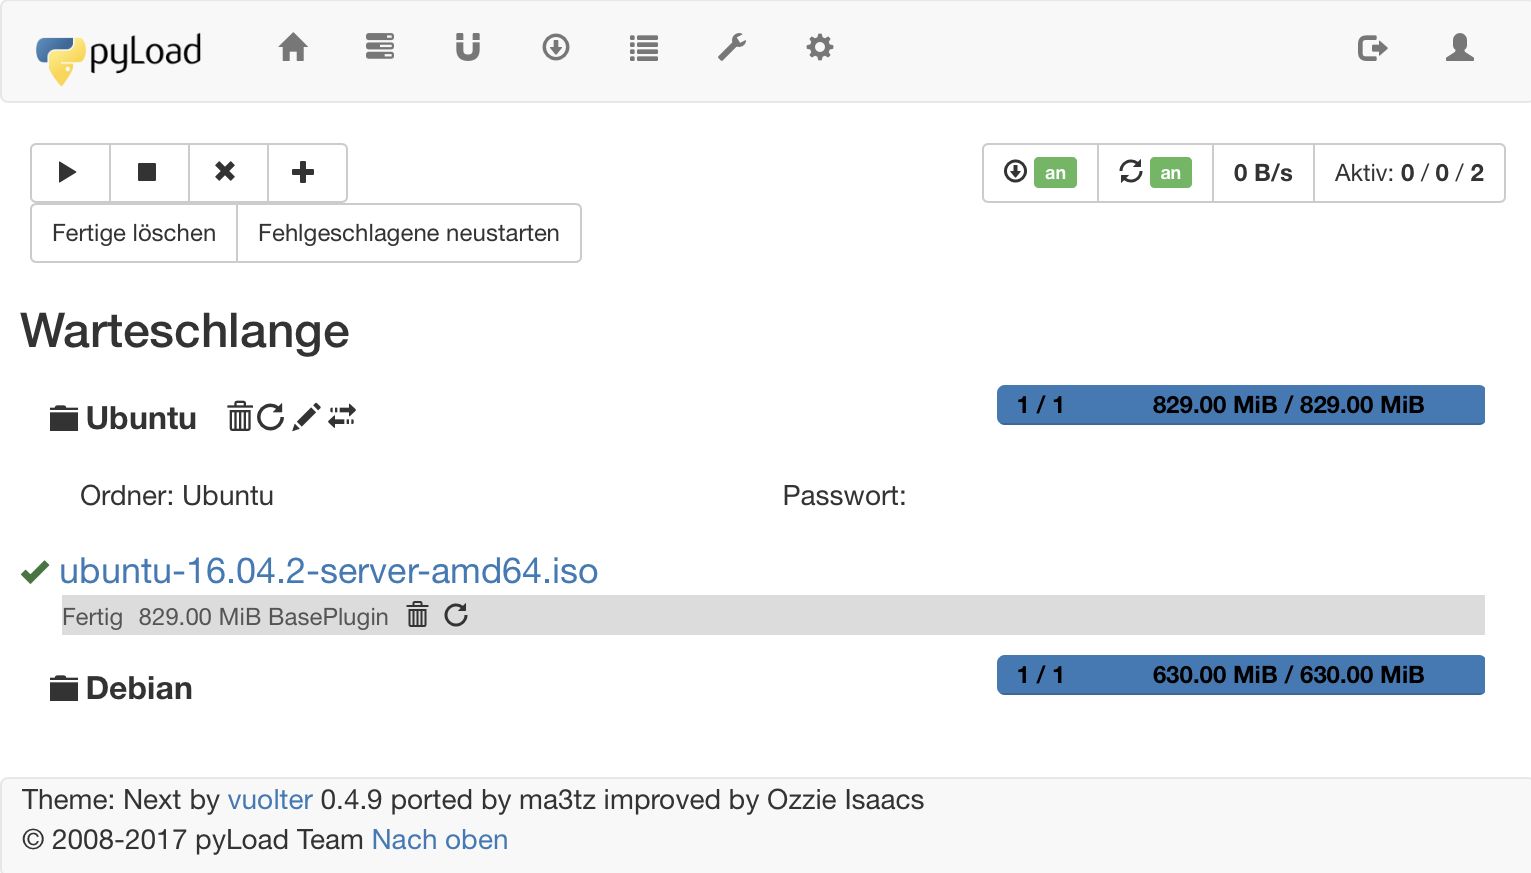 pyLoad
an an 0 B/s Aktiv: 0 / 0 / 2
Fertige löschen Fehlgeschlagene neustarten
Warteschlange
Ubuntu 1 / 1 829.00 MiB / 829.00 MiB
Ordner: Ubuntu Passwort:
ubuntu-16.04.2-server-amd64.iso
Fertig 829.00 MiB BasePlugin
Debian 1 / 1 630.00 MiB / 630.00 MiB
Theme: Next by vuolter 0.4.9 ported by ma3tz improved by Ozzie Isaacs
© 2008-2017 pyLoad Team Nach oben